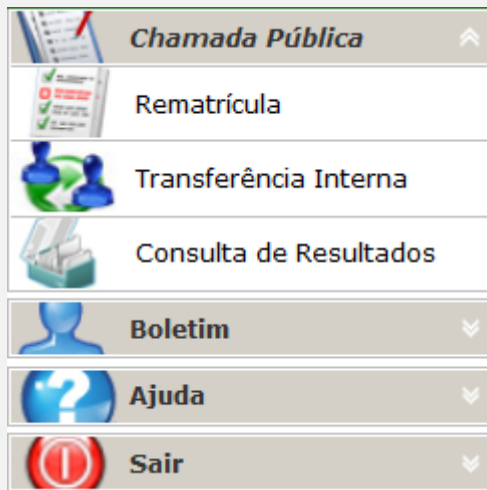 Chamada Pública
Rematrícula
Transferência Interna
Consulta de Resultados
Boletim
Ajuda
Sair